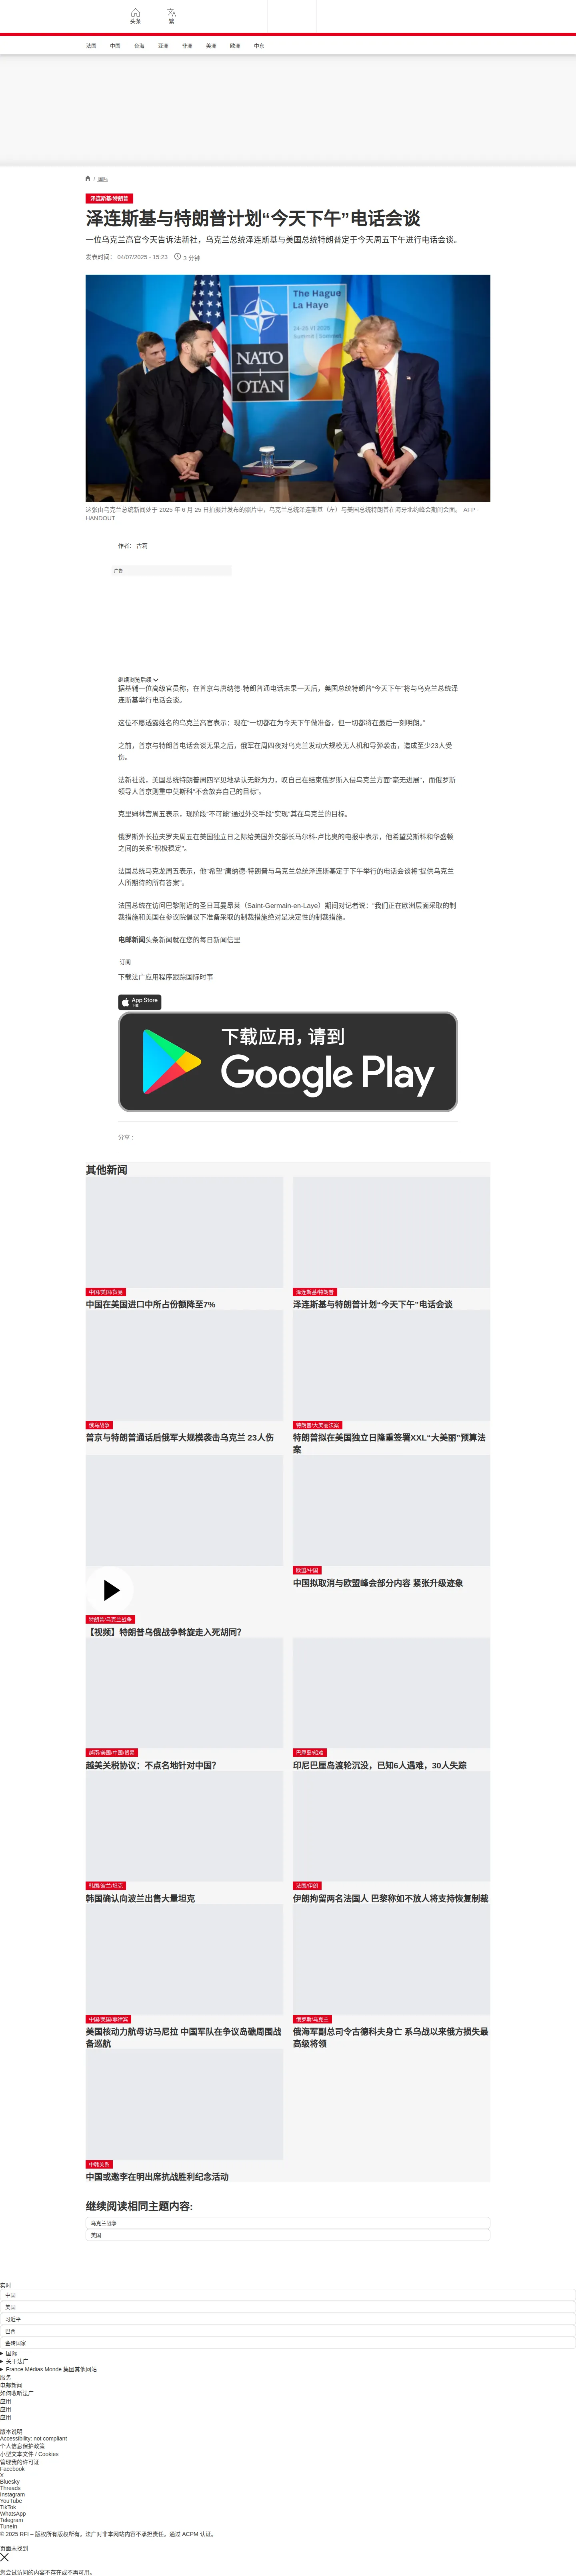 头条
繁
法国
中国
台海
亚洲
非洲
美洲
欧洲
中东
/ 国际
泽连斯基/特朗普
泽连斯基与特朗普计划“今天下午”电话会谈
一位乌克兰高官今天告诉法新社，乌克兰总统泽连斯基与美国总统特朗普定于今天周五下午进行电话会谈。
发表时间： 04/07/2025 - 15:23
3 分钟
The Hague
La Haye
24-25 VI 2025
Summit | Sommet
NATO
OTAN
这张由乌克兰总统新闻处于 2025 年 6 月 25 日拍摄并发布的照片中，乌克兰总统泽连斯基（左）与美国总统特朗普在海牙北约峰会期间会面。 AFP -
HANDOUT
作者： 古莉
广告
继续浏览后续
据基辅一位高级官员称，在普京与唐纳德-特朗普通电话未果一天后，美国总统特朗普“今天下午”将与乌克兰总统泽
连斯基举行电话会谈。
这位不愿透露姓名的乌克兰高官表示：现在“一切都在为今天下午做准备，但一切都将在最后一刻明朗。”
之前，普京与特朗普电话会谈无果之后，俄军在周四夜对乌克兰发动大规模无人机和导弹袭击，造成至少23人受
伤。
法新社说，美国总统特朗普周四罕见地承认无能为力，叹自己在结束俄罗斯入侵乌克兰方面“毫无进展”，而俄罗斯
领导人普京则重申莫斯科“不会放弃自己的目标”。
克里姆林宫周五表示，现阶段“不可能”通过外交手段“实现”其在乌克兰的目标。
俄罗斯外长拉夫罗夫周五在美国独立日之际给美国外交部长马尔科-卢比奥的电报中表示，他希望莫斯科和华盛顿
之间的关系”积极稳定”。
法国总统马克龙周五表示，他”希望”唐纳德-特朗普与乌克兰总统泽连斯基定于下午举行的电话会谈将”提供乌克兰
人所期待的所有答案”。
法国总统在访问巴黎附近的圣日耳曼昂莱（Saint-Germain-en-Laye）期间对记者说：“我们正在欧洲层面采取的制
裁措施和美国在参议院倡议下准备采取的制裁措施绝对是决定性的制裁措施。
电邮新闻头条新闻就在您的每日新闻信里
订阅
下载法广应用程序跟踪国际时事
App Store
下载
下载应用，请到
Google Play
分享 :
其他新闻
中国/美国/贸易
中国在美国进口中所占份额降至7%
泽连斯基/特朗普
泽连斯基与特朗普计划“今天下午”电话会谈
俄乌战争
普京与特朗普通话后俄军大规模袭击乌克兰 23人伤
特朗普/大美丽法案
特朗普拟在美国独立日隆重签署XXL“大美丽”预算法
案
特朗普/乌克兰战争
【视频】特朗普乌俄战争斡旋走入死胡同？
欧盟/中国
中国拟取消与欧盟峰会部分内容 紧张升级迹象
越南/美国/中国/贸易
越美关税协议：不点名地针对中国？
巴厘岛/船难
印尼巴厘岛渡轮沉没，已知6人遇难，30人失踪
韩国/波兰/坦克
韩国确认向波兰出售大量坦克
法国/伊朗
伊朗拘留两名法国人 巴黎称如不放人将支持恢复制裁
中国/美国/菲律宾
美国核动力航母访马尼拉 中国军队在争议岛礁周围战
备巡航
俄罗斯/乌克兰
俄海军副总司令古德科夫身亡 系乌战以来俄方损失最
高级将领
中韩关系
中国或邀李在明出席抗战胜利纪念活动
继续阅读相同主题内容:
乌克兰战争
美国
实时
中国
美国
习近平
巴西
金砖国家
国际
关于法广
France Médias Monde 集团其他网站
服务
电邮新闻
如何收听法广
应用
应用
应用
版本说明
Accessibility: not compliant
个人信息保护政策
小型文本文件 / Cookies
管理我的许可证
Facebook
X
Bluesky
Threads
Instagram
YouTube
TikTok
WhatsApp
Telegram
TuneIn
© 2025 RFI – 版权所有版权所有。法广对非本网站内容不承担责任。通过 ACPM 认证。
页面未找到
您尝试访问的内容不存在或不再可用。